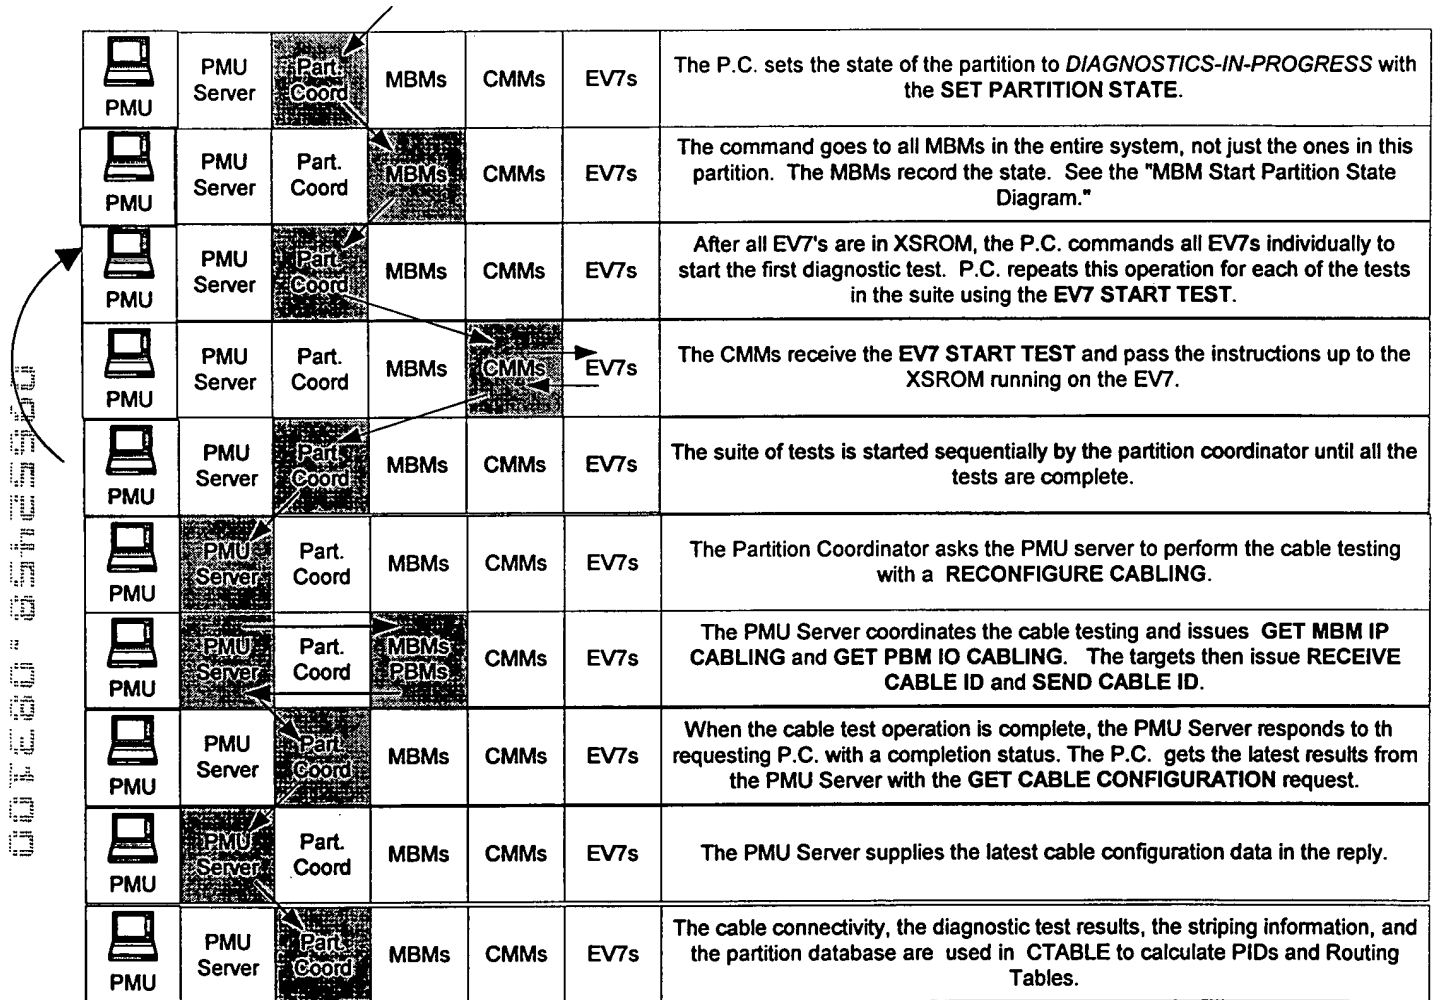 PMU
PMU Server
Part. Coord
MBMs
CMMs
EV7s
The P.C. sets the state of the partition to DIAGNOSTICS-IN-PROGRESS with
the SET PARTITION STATE.
PMU
PMU Server
Part. Coord
MBMs
CMMs
EV7s
The command goes to all MBMs in the entire system, not just the ones in this
partition. The MBMs record the state. See the "MBM Start Partition State
Diagram."
PMU
PMU Server
Part. Coord
MBMs
CMMs
EV7s
After all EV7's are in XSROM, the P.C. commands all EV7s individually to
start the first diagnostic test. P.C. repeats this operation for each of the tests
in the suite using the EV7 START TEST.
PMU
PMU Server
Part. Coord
MBMs
CMMs
EV7s
The CMMs receive the EV7 START TEST and pass the instructions up to the
XSROM running on the EV7.
PMU
PMU Server
Part. Coord
MBMs
CMMs
EV7s
The suite of tests is started sequentially by the partition coordinator until all the
tests are complete.
PMU
PMU Server
Part. Coord
MBMs
CMMs
EV7s
The Partition Coordinator asks the PMU server to perform the cable testing
with a RECONFIGURE CABLING.
PMU
PMU Server
Part. Coord
MBMs PBMs
CMMs
EV7s
The PMU Server coordinates the cable testing and issues GET MBM IP
CABLING and GET PBM IO CABLING. The targets then issue RECEIVE
CABLE ID and SEND CABLE ID.
PMU
PMU Server
Part. Coord
MBMs
CMMs
EV7s
When the cable test operation is complete, the PMU Server responds to th
requesting P.C. with a completion status. The P.C. gets the latest results from
the PMU Server with the GET CABLE CONFIGURATION request.
PMU
PMU Server
Part. Coord
MBMs
CMMs
EV7s
The PMU Server supplies the latest cable configuration data in the reply.
PMU
PMU Server
Part. Coord
MBMs
CMMs
EV7s
The cable connectivity, the diagnostic test results, the striping information, and
the partition database are used in CTABLE to calculate PIDs and Routing
Tables.